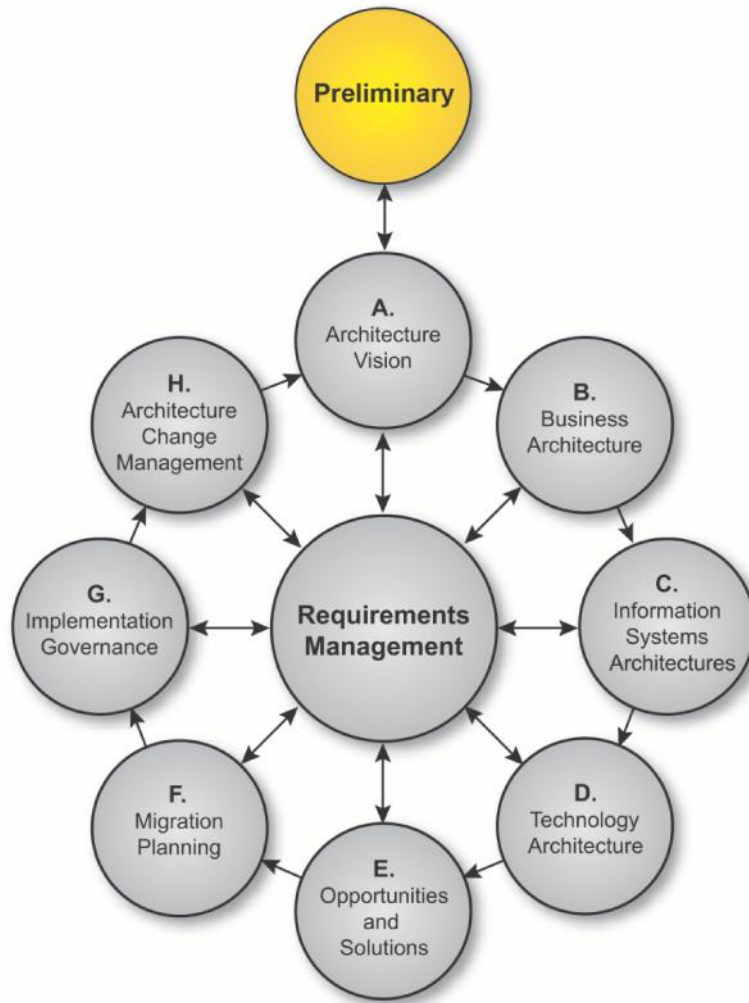 Preliminary
A.
Architecture
Vision
B.
Business
Architecture
C.
Information
Systems
Architectures
D.
Technology
Architecture
E.
Opportunities
and
Solutions
F.
Migration
Planning
G.
Implementation
Governance
H.
Architecture
Change
Management
Requirements
Management